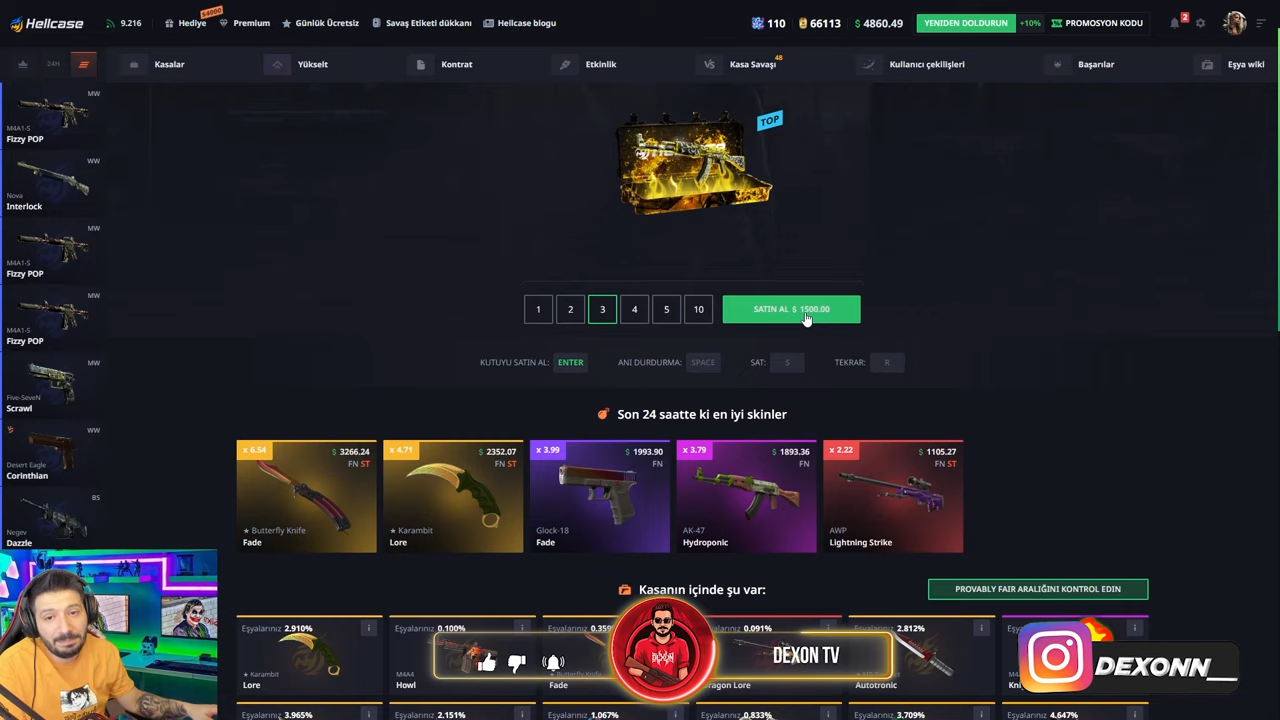 Hellcase
9.216
Hediye
$4000
Premium
Günlük Ücretsiz
Savaş Etiketi dükkanı
Hellcase blogu
110
66113
$ 4860.49
YENİDEN DOLDURUN
+10%
PROMOSYON KODU
2
24H
Kasalar
Yükselt
Kontrat
Etkinlik
VS
Kasa Savaşı
48
Kullanıcı çekilişleri
Başarılar
Eşya wiki
MW
M4A1-S
Fizzy POP
WW
Nova
Interlock
MW
M4A1-S
Fizzy POP
MW
M4A1-S
Fizzy POP
MW
Five-SeveN
Scrawl
WW
Desert Eagle
Corinthian
BS
Negev
Dazzle
TOP
1
2
3
4
5
10
SATIN AL $ 1500.00
KUTUYU SATIN AL:
ENTER
ANI DURDURMA:
SPACE
SAT:
S
TEKRAR:
R
Son 24 saatte ki en iyi skinler
x 6.54
$ 3266.24
FN ST
★ Butterfly Knife
Fade
x 4.71
$ 2352.07
FN ST
★ Karambit
Lore
x 3.99
$ 1993.90
FN
Glock-18
Fade
x 3.79
$ 1893.36
FN
AK-47
Hydroponic
x 2.22
$ 1105.27
FN ST
AWP
Lightning Strike
Kasanın içinde şu var:
PROVABLY FAIR ARALIĞINI KONTROL EDIN
Eşyalarınız 2.910%
★ Karambit
Lore
Eşyalarınız 0.100%
M4A4
Howl
Eşyalarınız
Fade
0.091%
Dragon Lore
Eşyalarınız 2.812%
Autotronic
Eşyalarınız
DEXON TV
DEXONN__
Eşyalarınız 3.965%
Eşyalarınız 2.151%
Eşyalarınız 1.067%
Eşyalarınız 0.833%
Eşyalarınız 3.709%
Eşyalarınız 4.647%